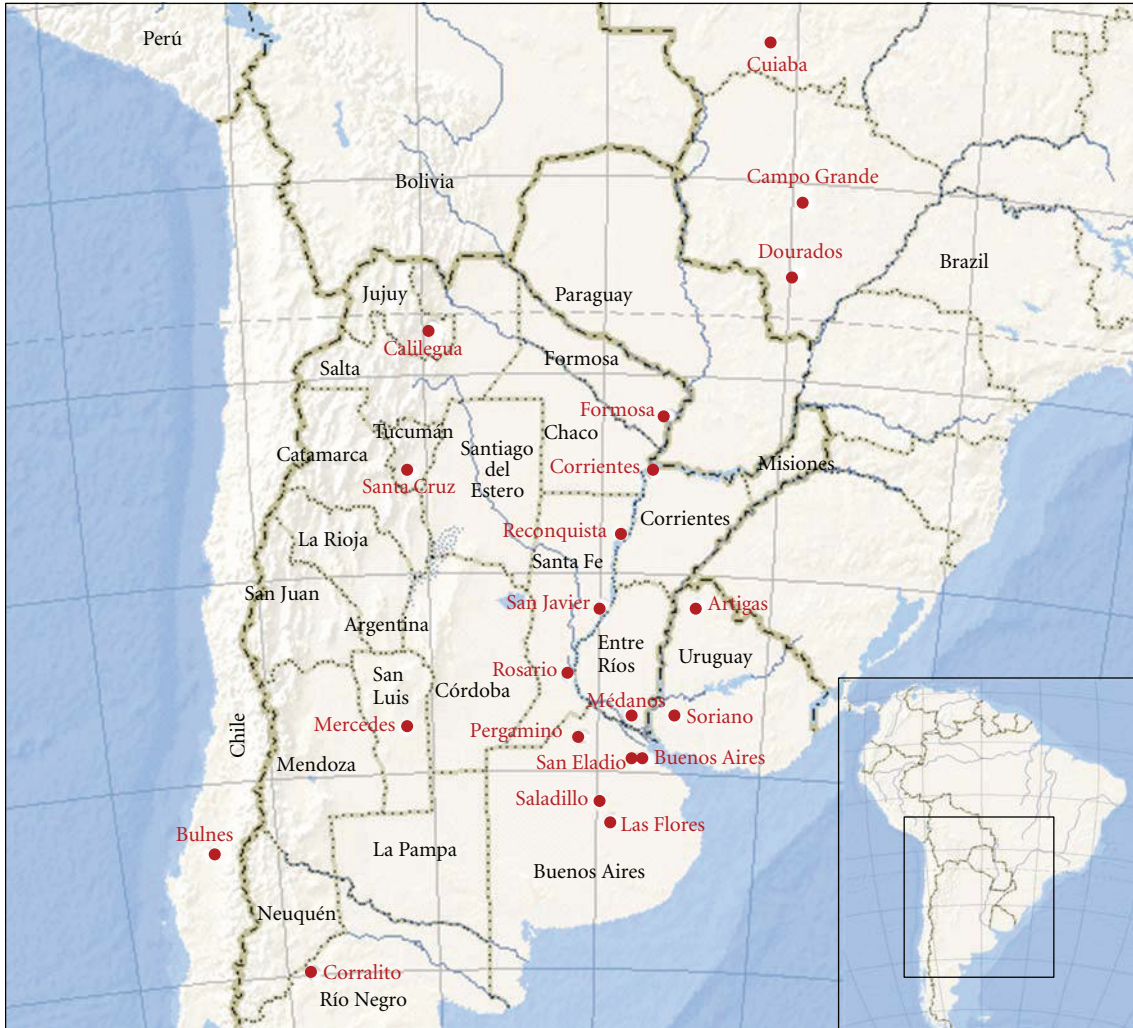 Perú
Cuiaba
Bolivia
Campo Grande
Dourados
Brazil
Jujuy
Paraguay
Calilegua
Salta
Formosa
Formosa
Tucumán
Chaco
Catamarca
Santiago
del
Estero
Corrientes
Misiones
Santa Cruz
Corrientes
Reconquista
La Rioja
Santa Fe
San Juan
San Javier
Artigas
Argentina
Entre
Ríos
Uruguay
Rosario
San
Luis
Córdoba
Médanos
Soriano
Mercedes
Chile
Pergamino
Mendoza
San Eladio
Buenos Aires
Saladillo
Las Flores
Bulnes
La Pampa
Buenos Aires
Neuquén
Corralito
Río Negro